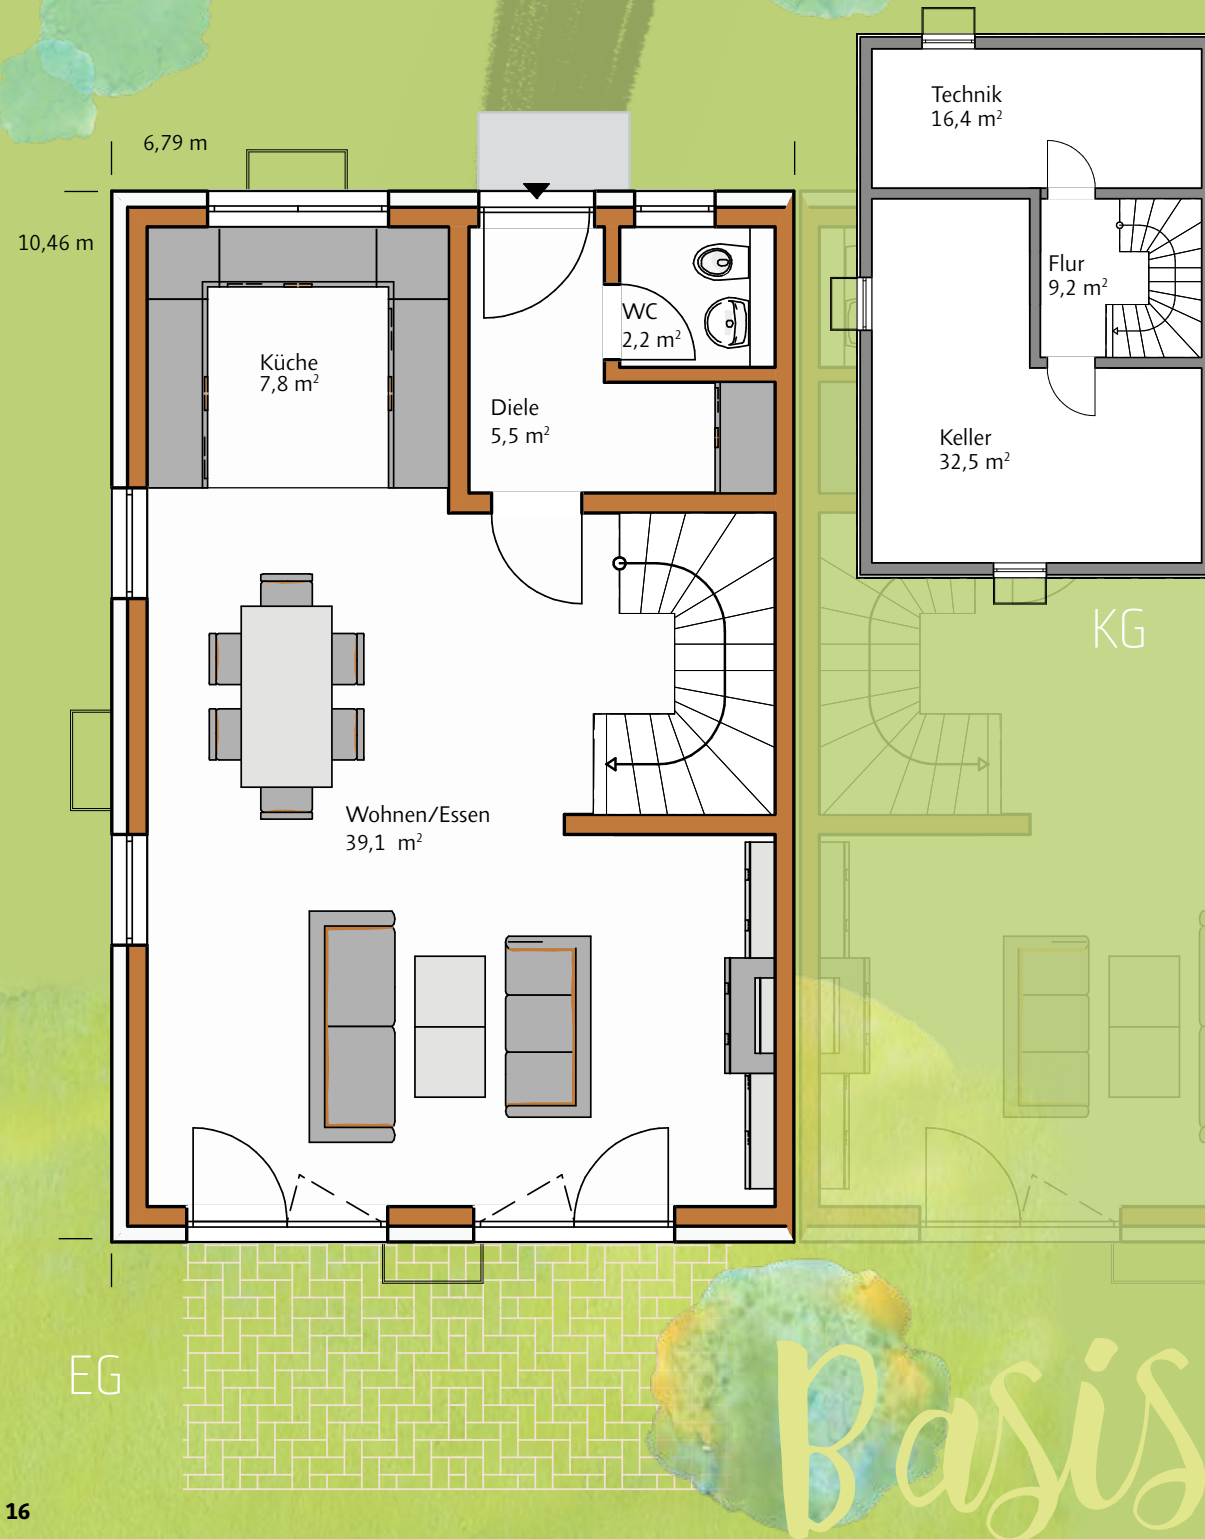 6,79 m
10,46 m
Küche
7,8 m²
WC
2,2 m²
Diele
5,5 m²
Wohnen/Essen
39,1 m²
EG
Technik
16,4 m²
Flur
9,2 m²
Keller
32,5 m²
KG
Basis
16